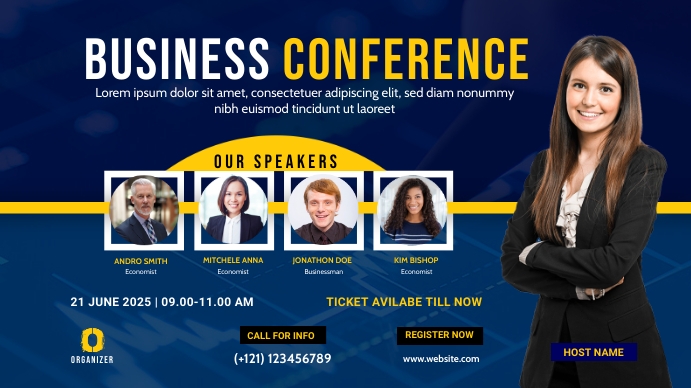 BUSINESS CONFERENCE
Lorem ipsum dolor sit amet, consectetuer adipiscing elit, sed diam nonummy
nibh euismod tincidunt ut laoreet
OUR SPEAKERS
ANDRO SMITH
Economist
MITCHELE ANNA
Economist
JONATHON DOE
Businessman
KIM BISHOP
Economist
21 JUNE 2025 | 09.00-11.00 AM
TICKET AVILABE TILL NOW
ORGANIZER
CALL FOR INFO
(+121) 123456789
REGISTER NOW
www.website.com
HOST NAME